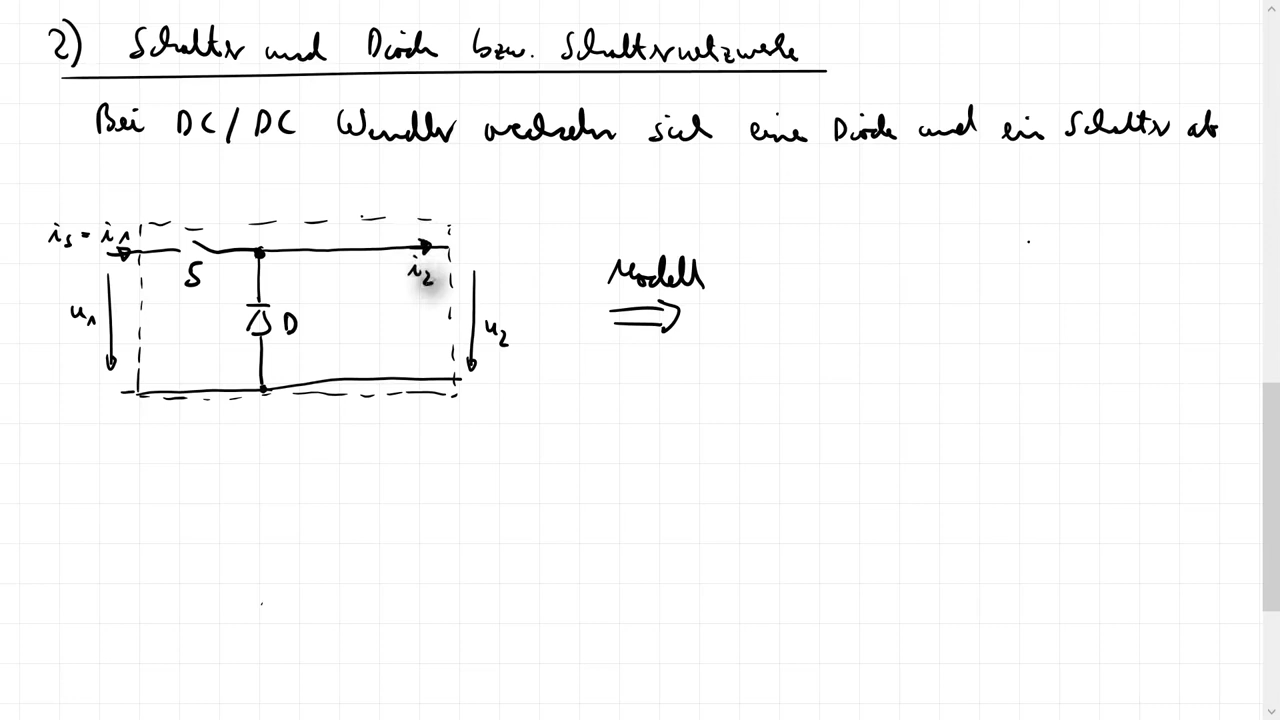 2) Schalter und Diode bzw. Schalternetzwerke
Bei DC/DC Wandler wechseln sich eine Diode und ein Schalter ab
i_s = i_1
S
i_2
Modell
u_1
D
u_2